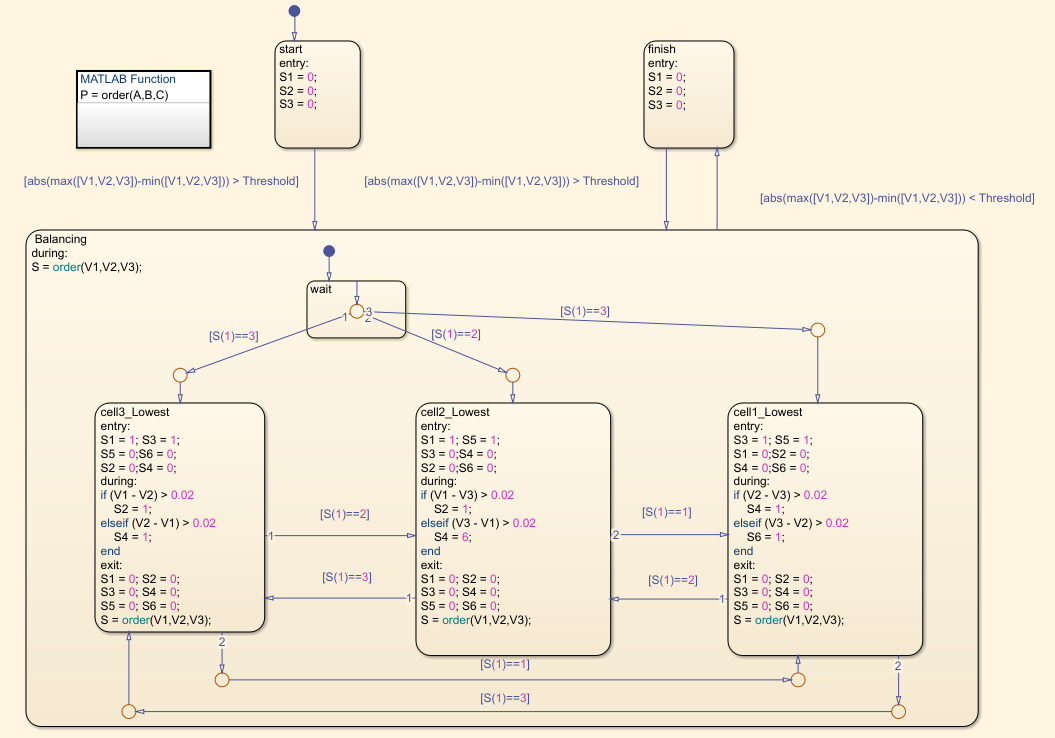 start
entry:
S1 = 0;
S2 = 0;
S3 = 0;
finish
entry:
S1 = 0;
S2 = 0;
S3 = 0;
MATLAB Function
P = order(A,B,C)
[abs(max([V1,V2,V3])-min([V1,V2,V3])) > Threshold]
[abs(max([V1,V2,V3])-min([V1,V2,V3])) > Threshold]
[abs(max([V1,V2,V3])-min([V1,V2,V3])) < Threshold]
Balancing
during:
S = order(V1,V2,V3);
wait
1
2
3
[S(1)==3]
[S(1)==2]
[S(1)==3]
cell3_Lowest
entry:
S1 = 1; S3 = 1;
S5 = 0;S6 = 0;
S2 = 0;S4 = 0;
during:
if (V1 - V2) > 0.02
S2 = 1;
elseif (V2 - V1) > 0.02
S4 = 1;
end
exit:
S1 = 0; S2 = 0;
S3 = 0; S4 = 0;
S5 = 0; S6 = 0;
S = order(V1,V2,V3);
1
[S(1)==2]
[S(1)==3]
1
2
cell2_Lowest
entry:
S1 = 1; S5 = 1;
S3 = 0;S4 = 0;
S2 = 0;S6 = 0;
during:
if (V1 - V3) > 0.02
S2 = 1;
elseif (V3 - V1) > 0.02
S4 = 6;
end
exit:
S1 = 0; S2 = 0;
S3 = 0; S4 = 0;
S5 = 0; S6 = 0;
S = order(V1,V2,V3);
2
[S(1)==1]
[S(1)==2]
1
cell1_Lowest
entry:
S3 = 1; S5 = 1;
S1 = 0;S2 = 0;
S4 = 0;S6 = 0;
during:
if (V2 - V3) > 0.02
S4 = 1;
elseif (V3 - V2) > 0.02
S6 = 1;
end
exit:
S1 = 0; S2 = 0;
S3 = 0; S4 = 0;
S5 = 0; S6 = 0;
S = order(V1,V2,V3);
2
[S(1)==1]
[S(1)==3]